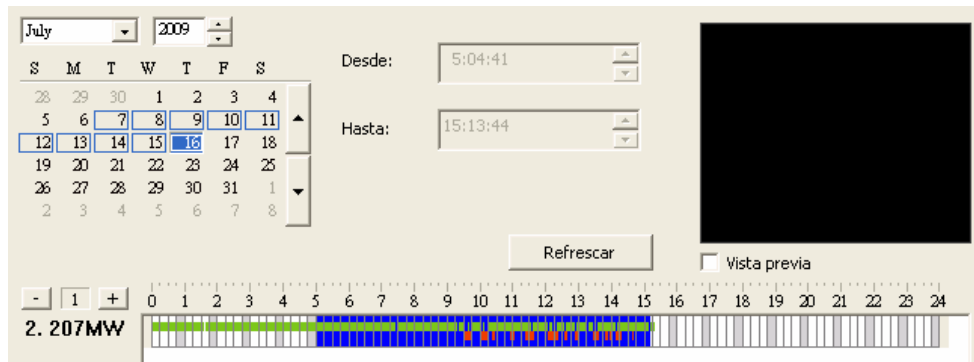 July 2009
S M T W T F S
28 29 30 1 2 3 4
5 6 7 8 9 10 11
12 13 14 15 16 17 18
19 20 21 22 23 24 25
26 27 28 29 30 31 1
2 3 4 5 6 7 8
Desde: 5:04:41
Hasta: 15:13:44
Refrescar
Vista previa
- 1 + 0 1 2 3 4 5 6 7 8 9 10 11 12 13 14 15 16 17 18 19 20 21 22 23 24
2. 207MW